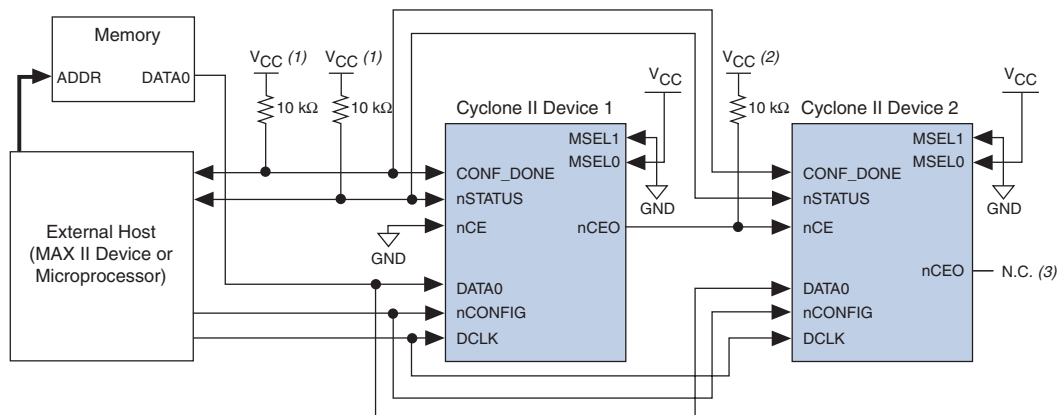 Memory
ADDR
DATA0
VCC (1)
VCC (1)
10 kΩ
10 kΩ
External Host
(MAX II Device or
Microprocessor)
Cyclone II Device 1
VCC
MSEL1
MSEL0
CONF_DONE
nSTATUS
nCE
nCEO
GND
GND
DATA0
nCONFIG
DCLK
VCC (2)
10 kΩ
Cyclone II Device 2
VCC
MSEL1
MSEL0
CONF_DONE
nSTATUS
nCE
GND
nCEO
N.C. (3)
DATA0
nCONFIG
DCLK